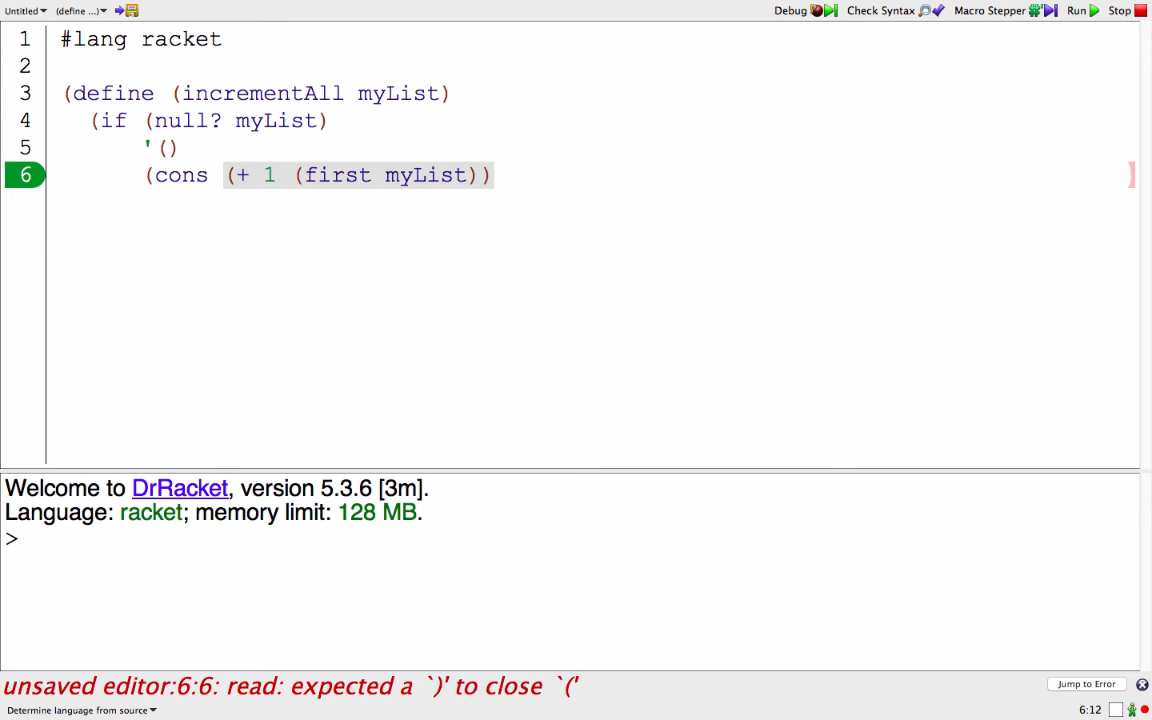 Untitled▾ (define ...)▾ Debug Check Syntax Macro Stepper Run Stop
1 #lang racket
2
3 (define (incrementAll myList)
4 (if (null? myList)
5 '()
6 (cons (+ 1 (first myList))
Welcome to DrRacket, version 5.3.6 [3m].
Language: racket; memory limit: 128 MB.
>
unsaved editor:6:6: read: expected a `)' to close `(' Jump to Error
Determine language from source▾ 6:12